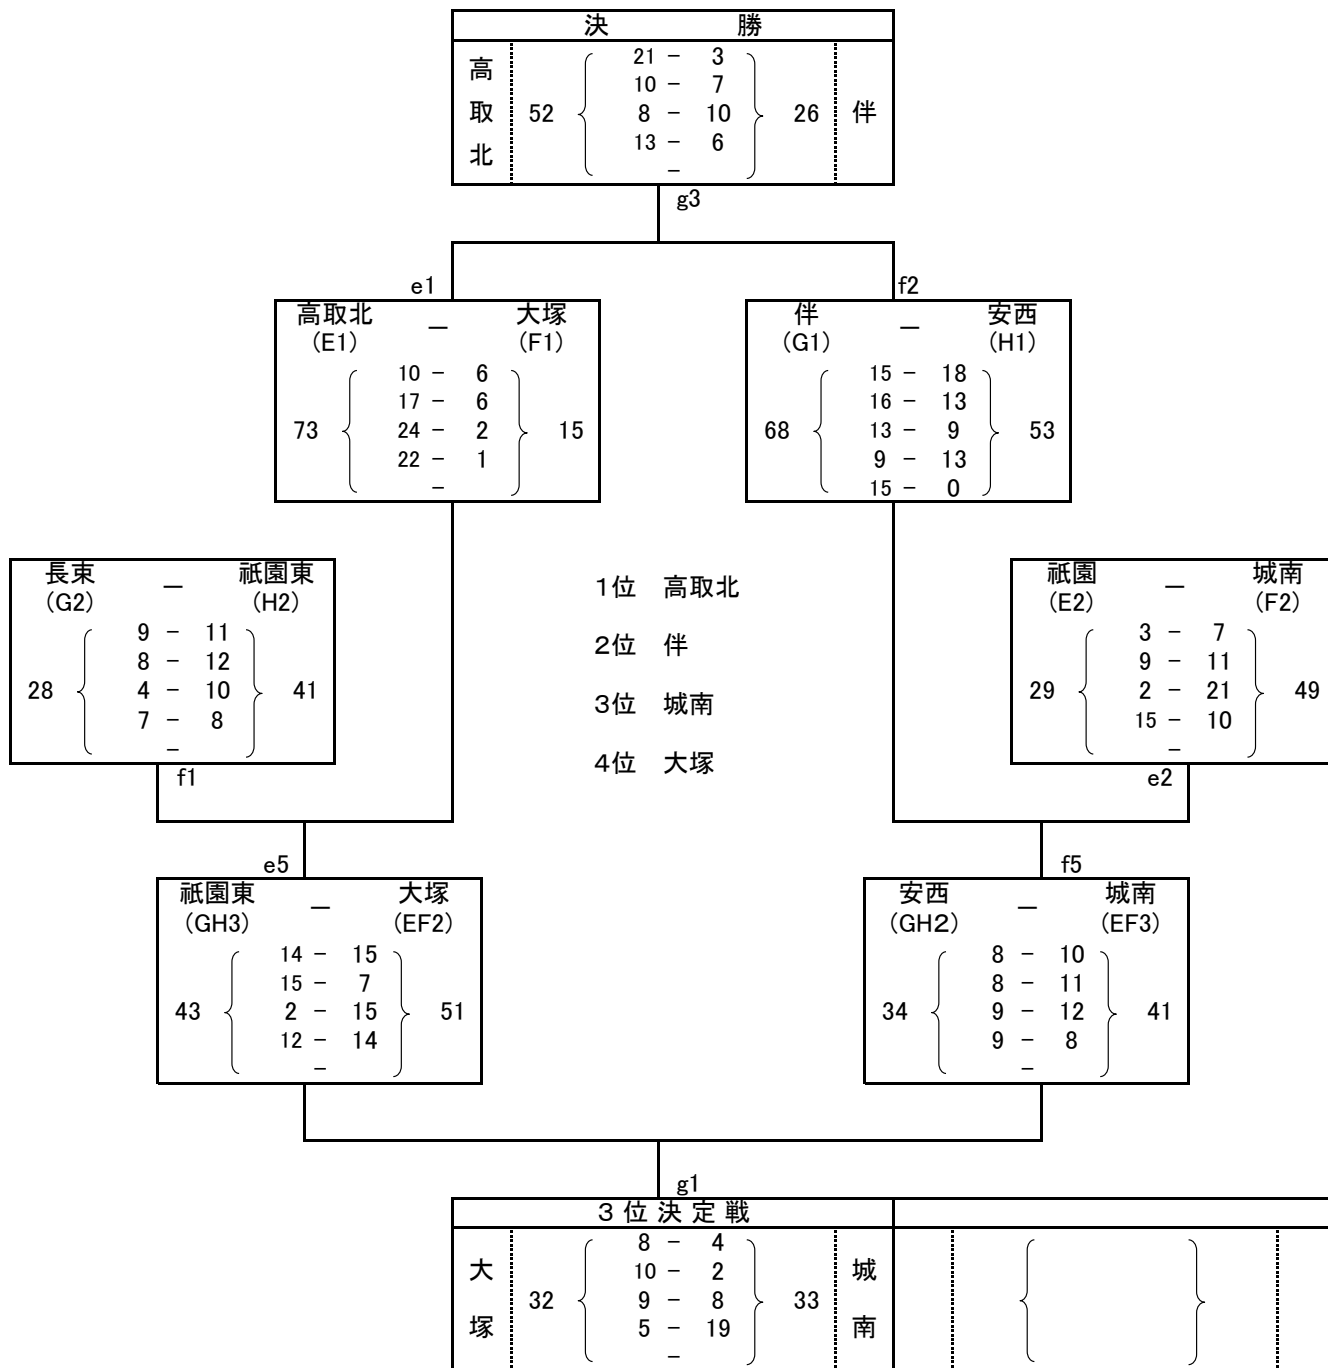 決 勝
高取北 52 21 - 3 26 伴
10 - 7
8 - 10
13 - 6
-
g3
e1
f2
高取北 - 大塚
(E1) (F1)
73 10 - 6 15
17 - 6
24 - 2
22 - 1
-
伴 - 安西
(G1) (H1)
68 15 - 18 53
16 - 13
13 - 9
9 - 13
15 - 0
長束 - 祇園東
(G2) (H2)
28 9 - 11 41
8 - 12
4 - 10
7 - 8
-
f1
1位 高取北
2位 伴
3位 城南
4位 大塚
祇園 - 城南
(E2) (F2)
29 3 - 7 49
9 - 11
2 - 21
15 - 10
-
e2
e5
f5
祇園東 - 大塚
(GH3) (EF2)
43 14 - 15 51
15 - 7
2 - 15
12 - 14
-
安西 - 城南
(GH2) (EF3)
34 8 - 10 41
8 - 11
9 - 12
9 - 8
-
g1
3位決定戦
大塚 32 8 - 4 33 城南
10 - 2
9 - 8
5 - 19
-